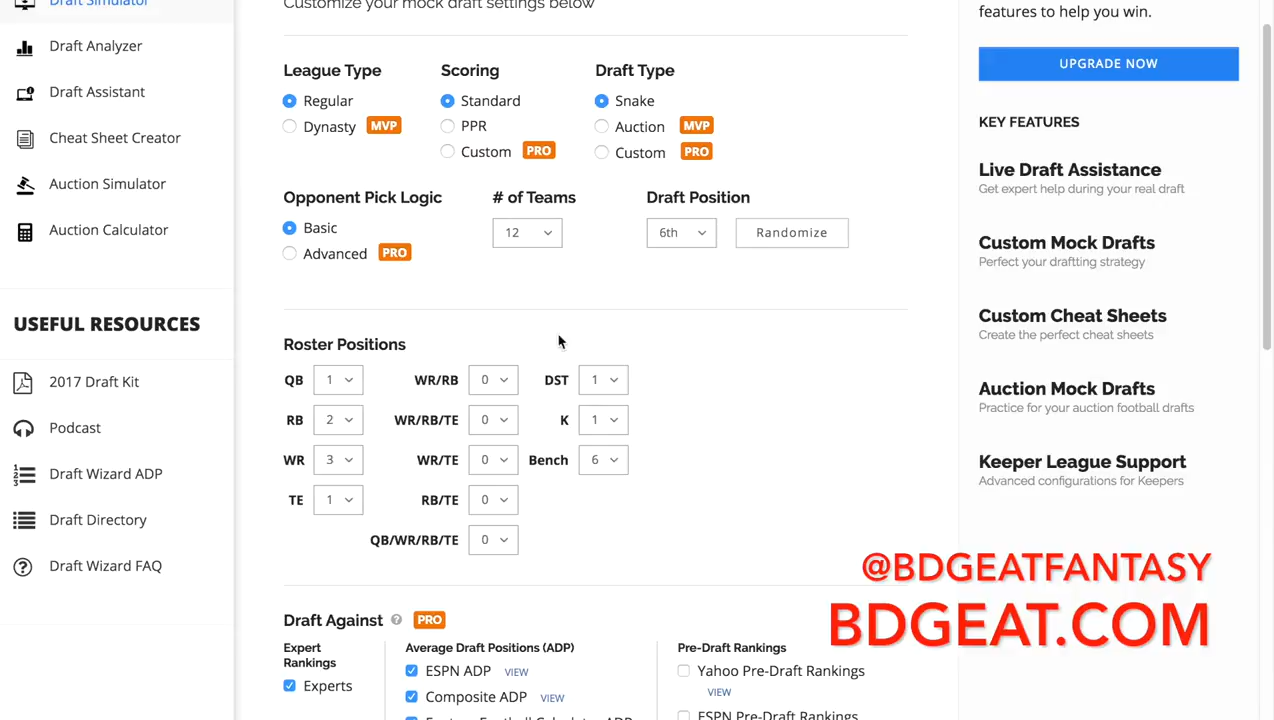 Draft Simulator
Draft Analyzer
Draft Assistant
Cheat Sheet Creator
Auction Simulator
Auction Calculator
USEFUL RESOURCES
2017 Draft Kit
Podcast
Draft Wizard ADP
Draft Directory
Draft Wizard FAQ
Customize your mock draft settings below
League Type
Regular
Dynasty MVP
Scoring
Standard
PPR
Custom PRO
Draft Type
Snake
Auction MVP
Custom PRO
Opponent Pick Logic
Basic
Advanced PRO
# of Teams
12
Draft Position
6th Randomize
Roster Positions
QB 1 WR/RB 0 DST 1
RB 2 WR/RB/TE 0 K 1
WR 3 WR/TE 0 Bench 6
TE 1 RB/TE 0
QB/WR/RB/TE 0
Draft Against ? PRO
Expert
Rankings
Experts
Average Draft Positions (ADP)
ESPN ADP VIEW
Composite ADP VIEW
Fantasy Football Calculator ADP
Pre-Draft Rankings
Yahoo Pre-Draft Rankings
VIEW
ESPN Pre-Draft Rankings
features to help you win.
UPGRADE NOW
KEY FEATURES
Live Draft Assistance
Get expert help during your real draft
Custom Mock Drafts
Perfect your draftting strategy
Custom Cheat Sheets
Create the perfect cheat sheets
Auction Mock Drafts
Practice for your auction football drafts
Keeper League Support
Advanced configurations for Keepers
@BDGEATFANTASY
BDGEAT.COM